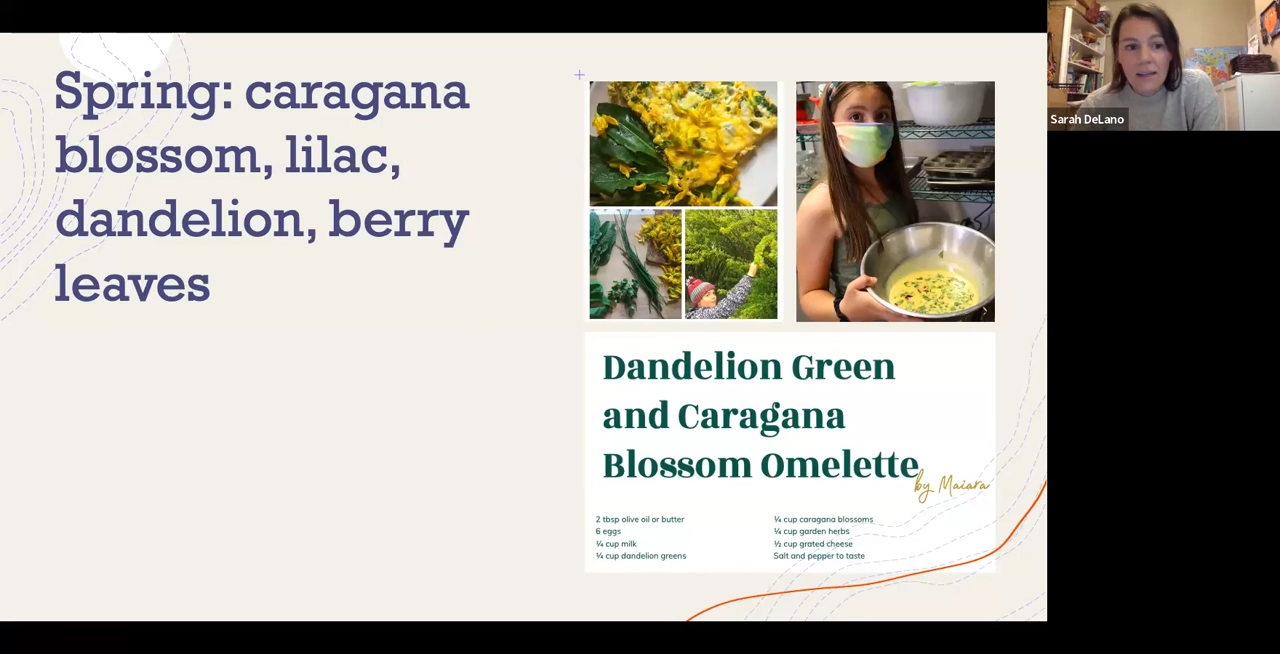 Spring: caragana
blossom, lilac,
dandelion, berry
leaves
Sarah DeLano
Dandelion Green
and Caragana
Blossom Omelette
by Maiara
2 tbsp olive oil or butter
6 eggs
¼ cup milk
¼ cup dandelion greens
¼ cup caragana blossoms
¼ cup garden herbs
½ cup grated cheese
Salt and pepper to taste